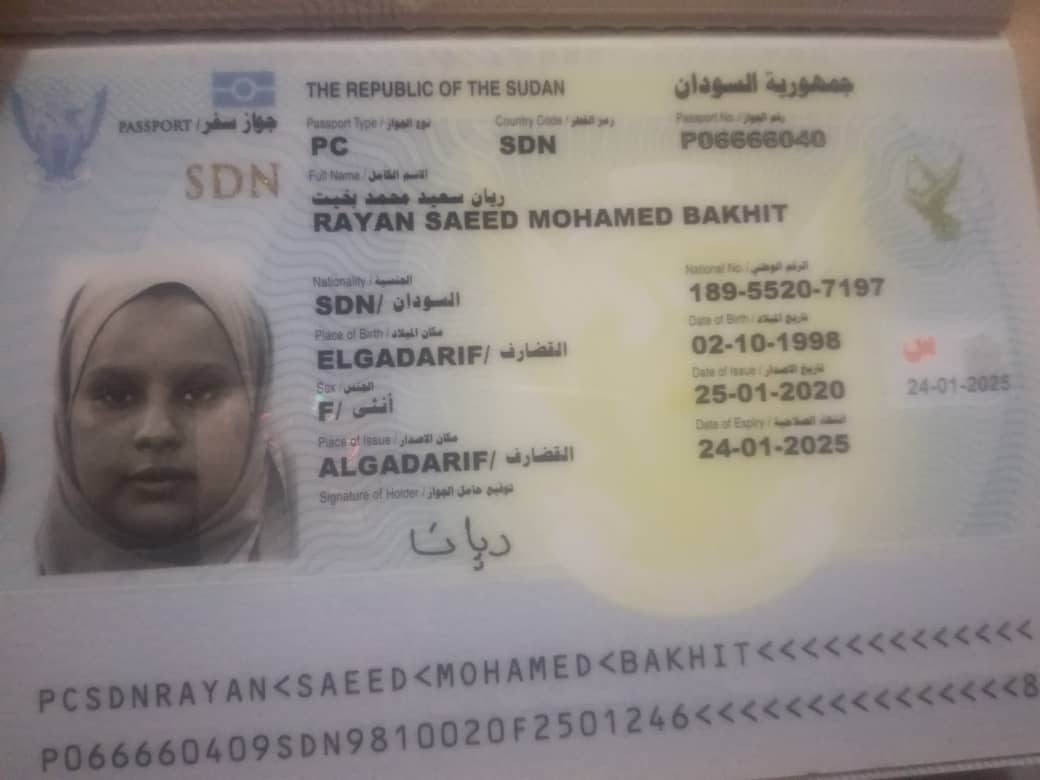 THE REPUBLIC OF THE SUDAN جمهورية السودان
PASSPORT / جواز سفر
SDN
Passport Type / نوع الجواز Country Code / رمز القطر Passport No. / رقم الجواز
PC SDN P06666040
Full Name / الاسم الكامل
ريان سعيد محمد بخيت
RAYAN SAEED MOHAMED BAKHIT
Nationality / الجنسية National No. / الرقم الوطني
SDN/ السودان 189-5520-7197
Place of Birth / مكان الميلاد Date of Birth / تاريخ الميلاد
ELGADARIF/ القضارف 02-10-1998
Sex / الجنس Date of Issue / تاريخ الاصدار
F/ أنثى 25-01-2020
Place of Issue / مكان الاصدار Date of Expiry / انتهاء الصلاحية
ALGADARIF/ القضارف 24-01-2025
س 24-01-2025
Signature of Holder / توقيع حامل الجواز
ريان
PCSDNRAYAN<SAEED<MOHAMED<BAKHIT<<<<<<<<<<<<<
P066660409SDN9810020F2501246<<<<<<<<<<<<<<<8